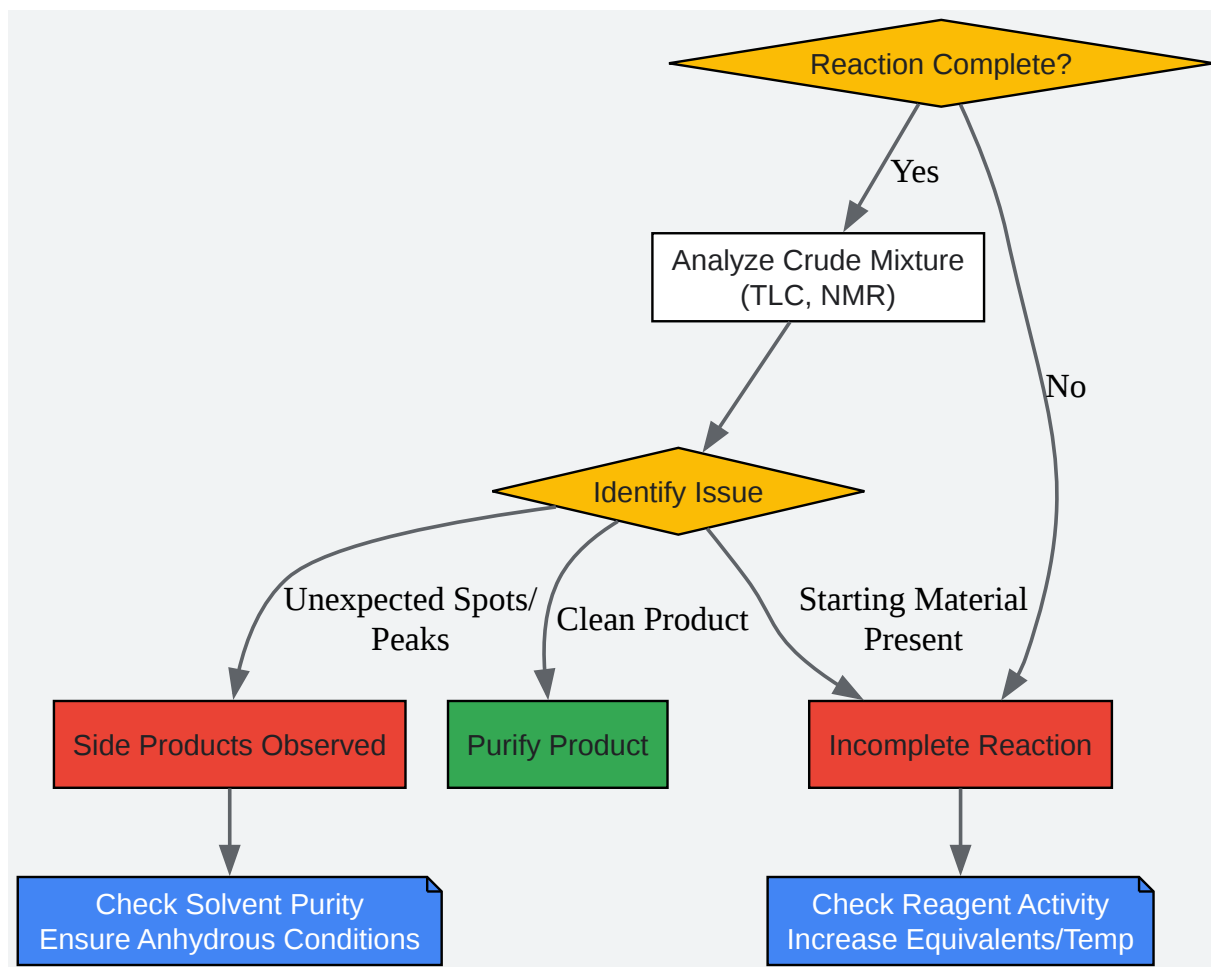 Reaction Complete?
Yes
Analyze Crude Mixture
(TLC, NMR)
No
Identify Issue
Unexpected Spots/
Peaks
Clean Product
Starting Material
Present
Side Products Observed
Purify Product
Incomplete Reaction
Check Solvent Purity
Ensure Anhydrous Conditions
Check Reagent Activity
Increase Equivalents/Temp